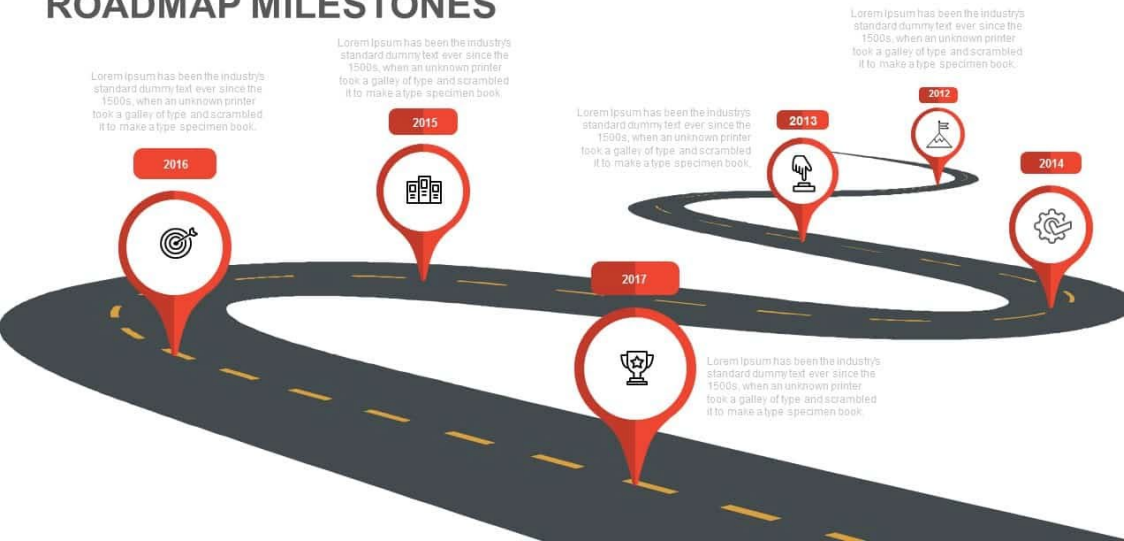 ROADMAP MILESTONES
Lorem Ipsum has been the industry's
standard dummy text ever since the
1500s, when an unknown printer
took a galley of type and scrambled
it to make a type specimen book.
2016
Lorem Ipsum has been the industry's
standard dummy text ever since the
1500s, when an unknown printer
took a galley of type and scrambled
it to make a type specimen book.
2015
Lorem Ipsum has been the industry's
standard dummy text ever since the
1500s, when an unknown printer
took a galley of type and scrambled
it to make a type specimen book.
2013
Lorem Ipsum has been the industry's
standard dummy text ever since the
1500s, when an unknown printer
took a galley of type and scrambled
it to make a type specimen book.
2012
2014
2017
Lorem Ipsum has been the industry's
standard dummy text ever since the
1500s, when an unknown printer
took a galley of type and scrambled
it to make a type specimen book.